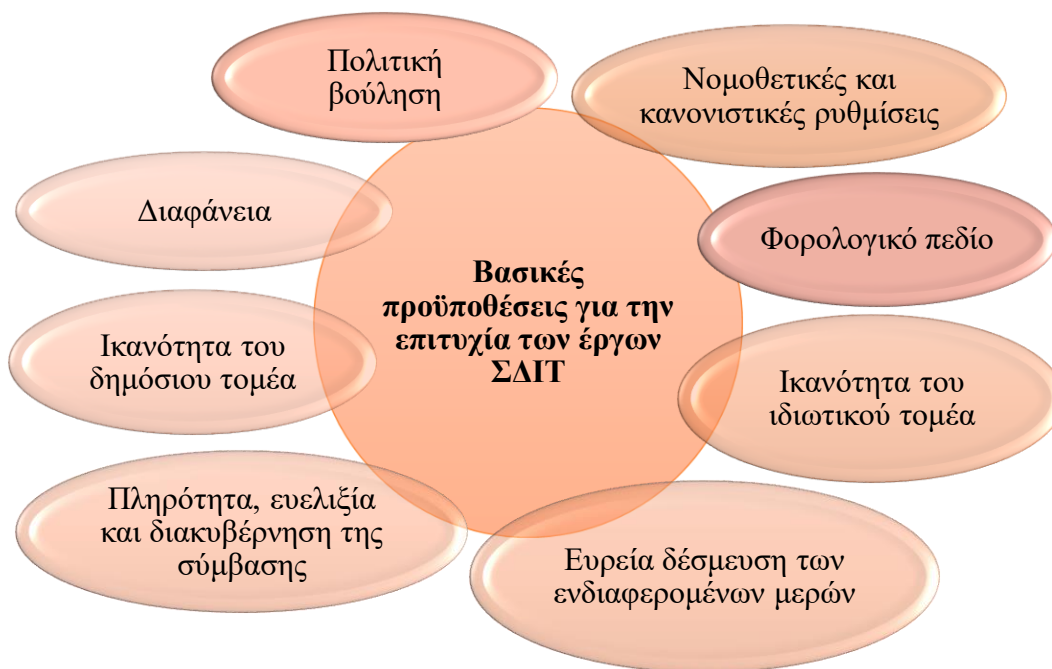 Πολιτική
βούληση
Νομοθετικές και
κανονιστικές ρυθμίσεις
Διαφάνεια
Φορολογικό πεδίο
Βασικές
προϋποθέσεις για την
επιτυχία των έργων
ΣΔΙΤ
Ικανότητα του
δημόσιου τομέα
Ικανότητα του
ιδιωτικού τομέα
Πληρότητα, ευελιξία
και διακυβέρνηση της
σύμβασης
Ευρεία δέσμευση των
ενδιαφερομένων μερών